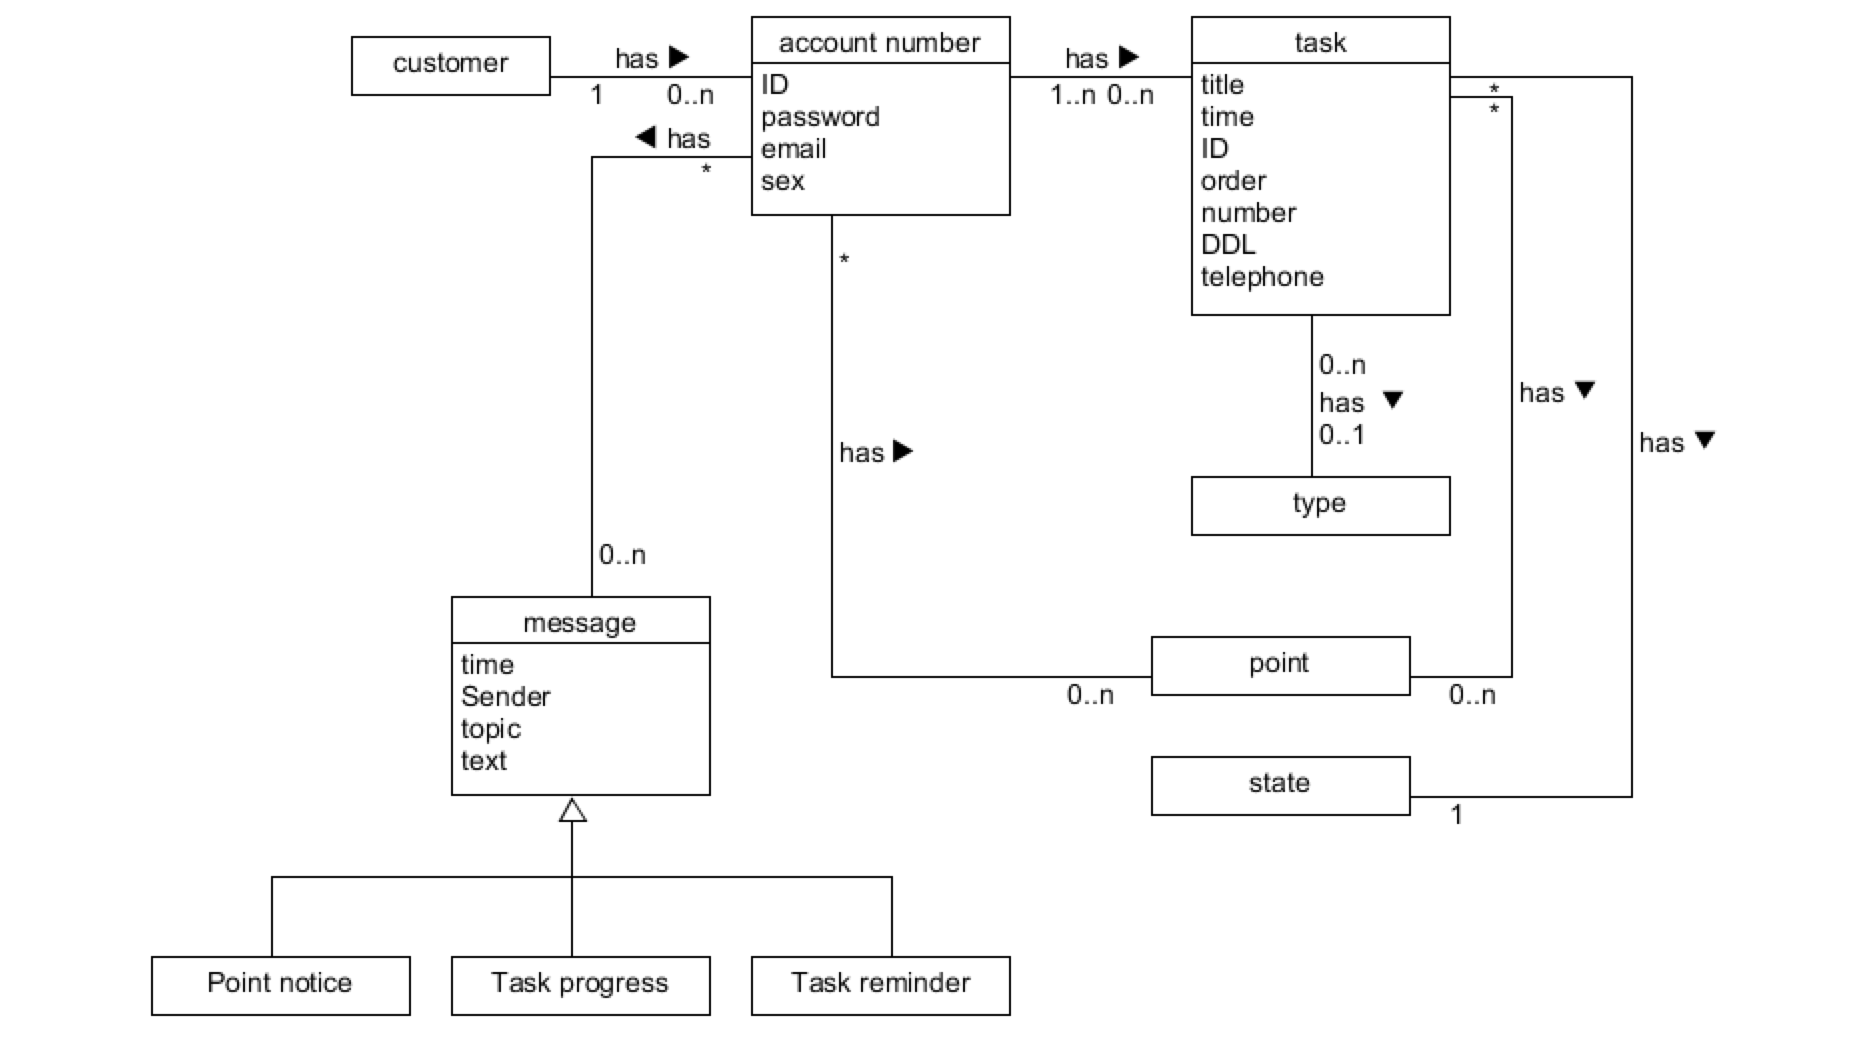 customer
has ▶
1
0..n
account number
ID
password
email
sex
has ▶
1..n 0..n
task
title
time
ID
order
number
DDL
telephone
*
*
◀ has
*
*
0..n
has ▼
0..1
has ▼
has ▼
has ▶
type
0..n
message
time
Sender
topic
text
point
0..n
0..n
state
1
Point notice
Task progress
Task reminder